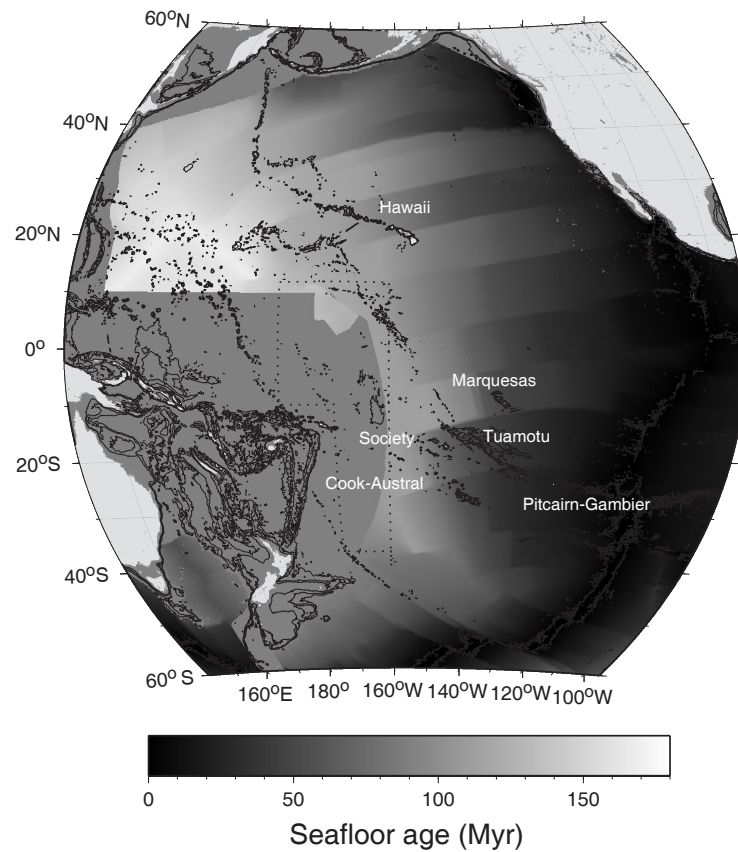 60°N
40°N
20°N
0°
20°S
40°S
60° S
Hawaii
Marquesas
Society
Tuamotu
Cook-Austral
Pitcairn-Gambier
160°E 180° 160°W 140°W 120°W 100°W
0 50 100 150
Seafloor age (Myr)